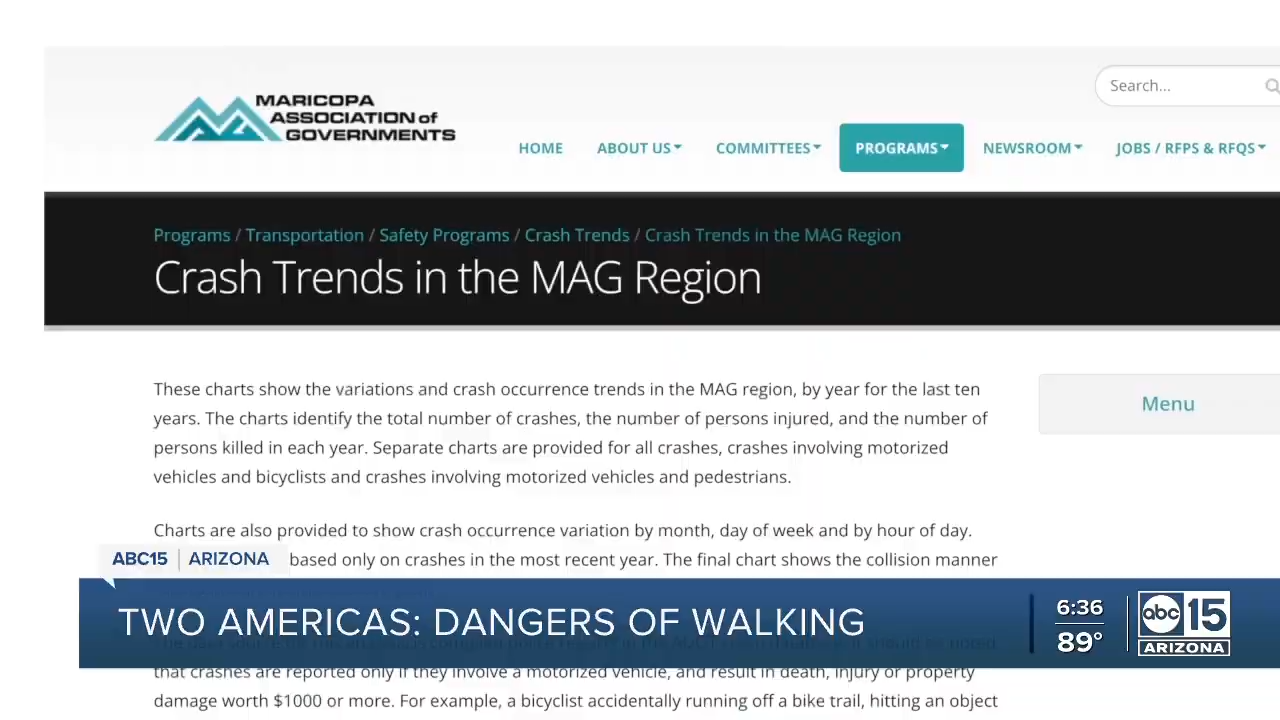 MARICOPA
ASSOCIATION of
GOVERNMENTS
Search...
HOME ABOUT US COMMITTEES PROGRAMS NEWSROOM JOBS / RFPS & RFQS
Programs / Transportation / Safety Programs / Crash Trends / Crash Trends in the MAG Region
Crash Trends in the MAG Region
These charts show the variations and crash occurrence trends in the MAG region, by year for the last ten
years. The charts identify the total number of crashes, the number of persons injured, and the number of
persons killed in each year. Separate charts are provided for all crashes, crashes involving motorized
vehicles and bicyclists and crashes involving motorized vehicles and pedestrians.
Menu
Charts are also provided to show crash occurrence variation by month, day of week and by hour of day.
based only on crashes in the most recent year. The final chart shows the collision manner
ABC15 | ARIZONA
TWO AMERICAS: DANGERS OF WALKING
6:36
89°
abc 15
ARIZONA
that crashes are reported only if they involve a motorized vehicle, and result in death, injury or property
damage worth $1000 or more. For example, a bicyclist accidentally running off a bike trail, hitting an object